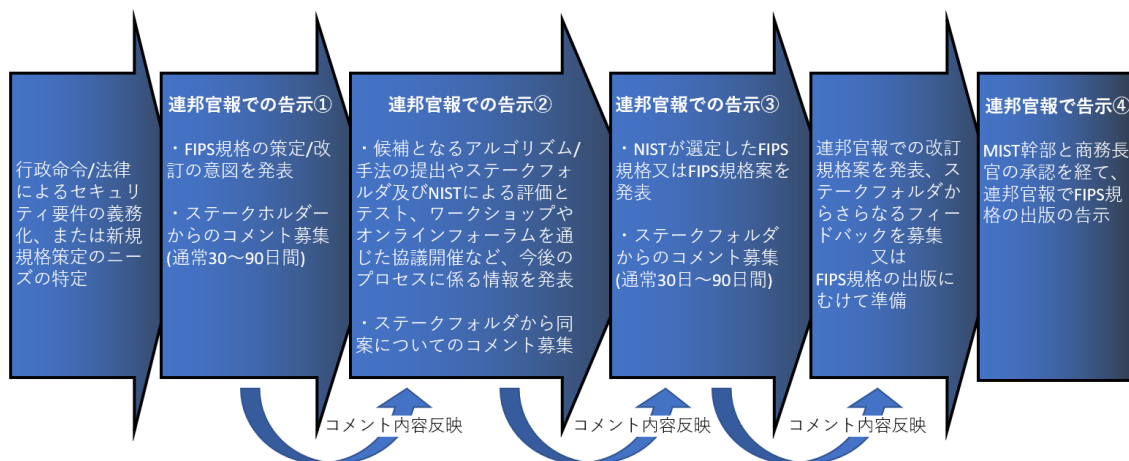 行政命令/法律
によるセキュリ
ティ要件の義務
化、または新規
規格策定のニー
ズの特定
連邦官報での告示①
・FIPS規格の策定/改
訂の意図を発表
・ステークホルダー
からのコメント募集
(通常30～90日間)
連邦官報での告示②
・候補となるアルゴリズム/
手法の提出やステークフォ
ルダ及びNISTによる評価と
テスト、ワークショップや
オンラインフォーラムを通
じた協議開催など、今後の
プロセスに係る情報を発表
・ステークフォルダから同
案についてのコメント募集
連邦官報での告示③
・NISTが選定したFIPS
規格又はFIPS規格案を
発表
・ステークフォルダ
からのコメント募集
(通常30日～90日間)
連邦官報での改訂
規格案を発表、ス
テークフォルダか
らさらなるフィー
ドバックを募集
又は
FIPS規格の出版に
むけて準備
連邦官報での告示④
MIST幹部と商務長
官の承認を経て、
連邦官報でFIPS規
格の出版の告示
コメント内容反映
コメント内容反映
コメント内容反映